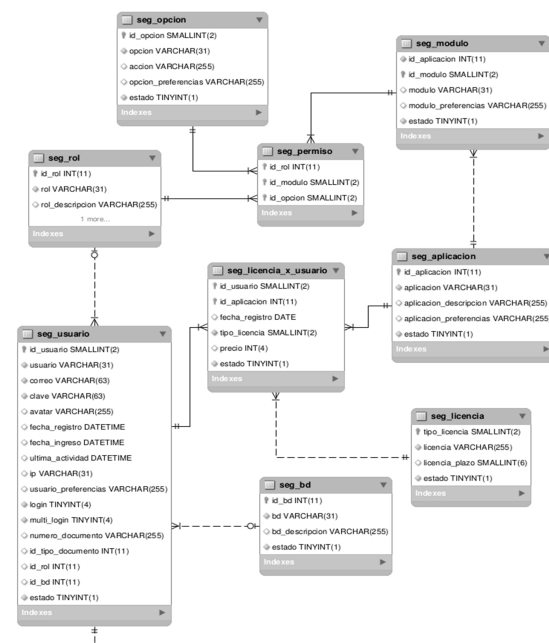 seg_opcion
id_opcion SMALLINT(2)
opcion VARCHAR(31)
accion VARCHAR(255)
opcion_preferencias VARCHAR(255)
estado TINYINT(1)
Indexes
seg_modulo
id_aplicacion INT(11)
id_modulo SMALLINT(2)
modulo VARCHAR(31)
modulo_preferencias VARCHAR(255)
estado TINYINT(1)
Indexes
seg_permiso
id_rol INT(11)
id_modulo SMALLINT(2)
id_opcion SMALLINT(2)
Indexes
seg_rol
id_rol INT(11)
rol VARCHAR(31)
rol_descripcion VARCHAR(255)
1 more...
Indexes
seg_licencia_x_usuario
id_usuario SMALLINT(2)
id_aplicacion INT(11)
fecha_registro DATE
tipo_licencia SMALLINT(2)
precio INT(4)
estado TINYINT(1)
Indexes
seg_aplicacion
id_aplicacion INT(11)
aplicacion VARCHAR(31)
aplicacion_descripcion VARCHAR(255)
aplicacion_preferencias VARCHAR(255)
estado TINYINT(1)
Indexes
seg_usuario
id_usuario SMALLINT(2)
usuario VARCHAR(31)
correo VARCHAR(63)
clave VARCHAR(63)
avatar VARCHAR(255)
fecha_registro DATETIME
fecha_ingreso DATETIME
ultima_actividad DATETIME
ip VARCHAR(31)
usuario_preferencias VARCHAR(255)
login TINYINT(4)
multi_login TINYINT(4)
numero_documento VARCHAR(255)
id_tipo_documento INT(11)
id_rol INT(11)
id_bd INT(11)
estado TINYINT(1)
Indexes
seg_licencia
tipo_licencia SMALLINT(2)
licencia VARCHAR(255)
licencia_plazo SMALLINT(6)
estado TINYINT(1)
Indexes
seg_bd
id_bd INT(11)
bd VARCHAR(31)
bd_descripcion VARCHAR(255)
estado TINYINT(1)
Indexes